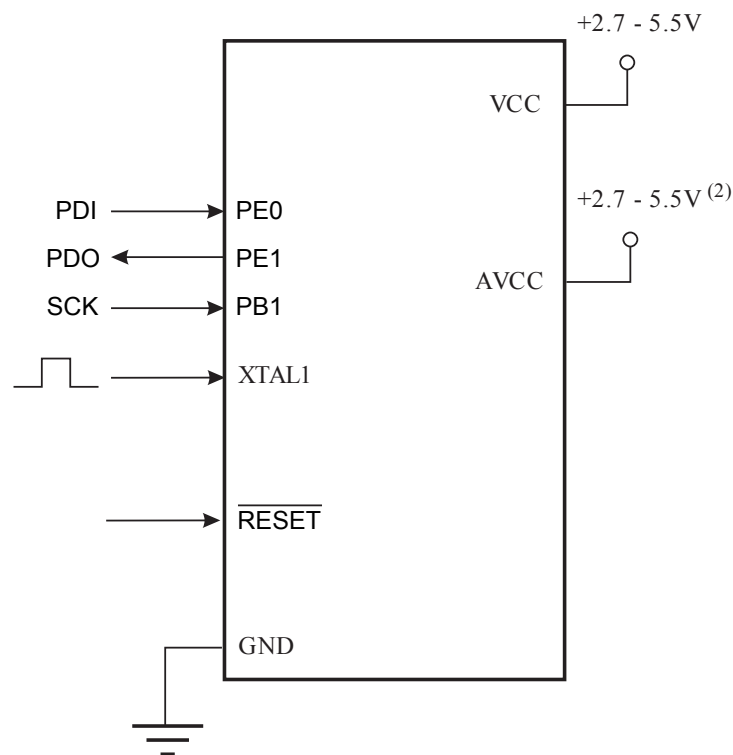 +2.7 - 5.5V
VCC
+2.7 - 5.5V (2)
PDI PE0
PDO PE1
AVCC
SCK PB1
XTAL1
RESET
GND